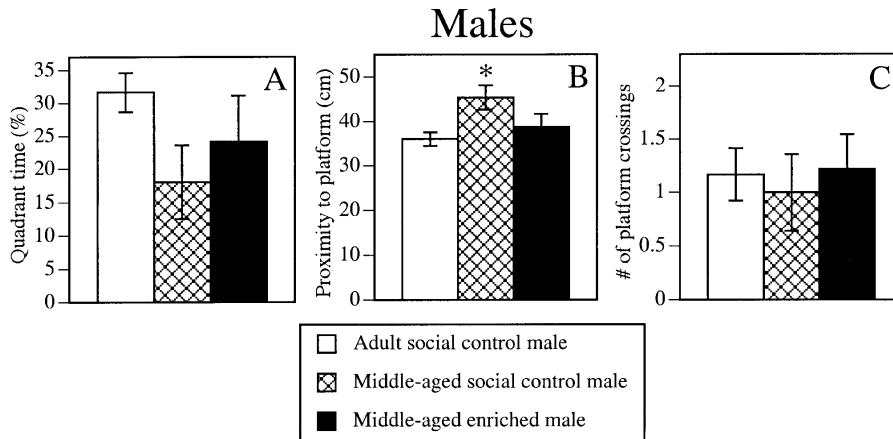 Males
A
Quadrant time (%)
35
30
25
20
15
10
5
0
B
*
Proximity to platform (cm)
50
40
30
20
10
0
C
# of platform crossings
2
1.5
1
0.5
0
Adult social control male
Middle-aged social control male
Middle-aged enriched male